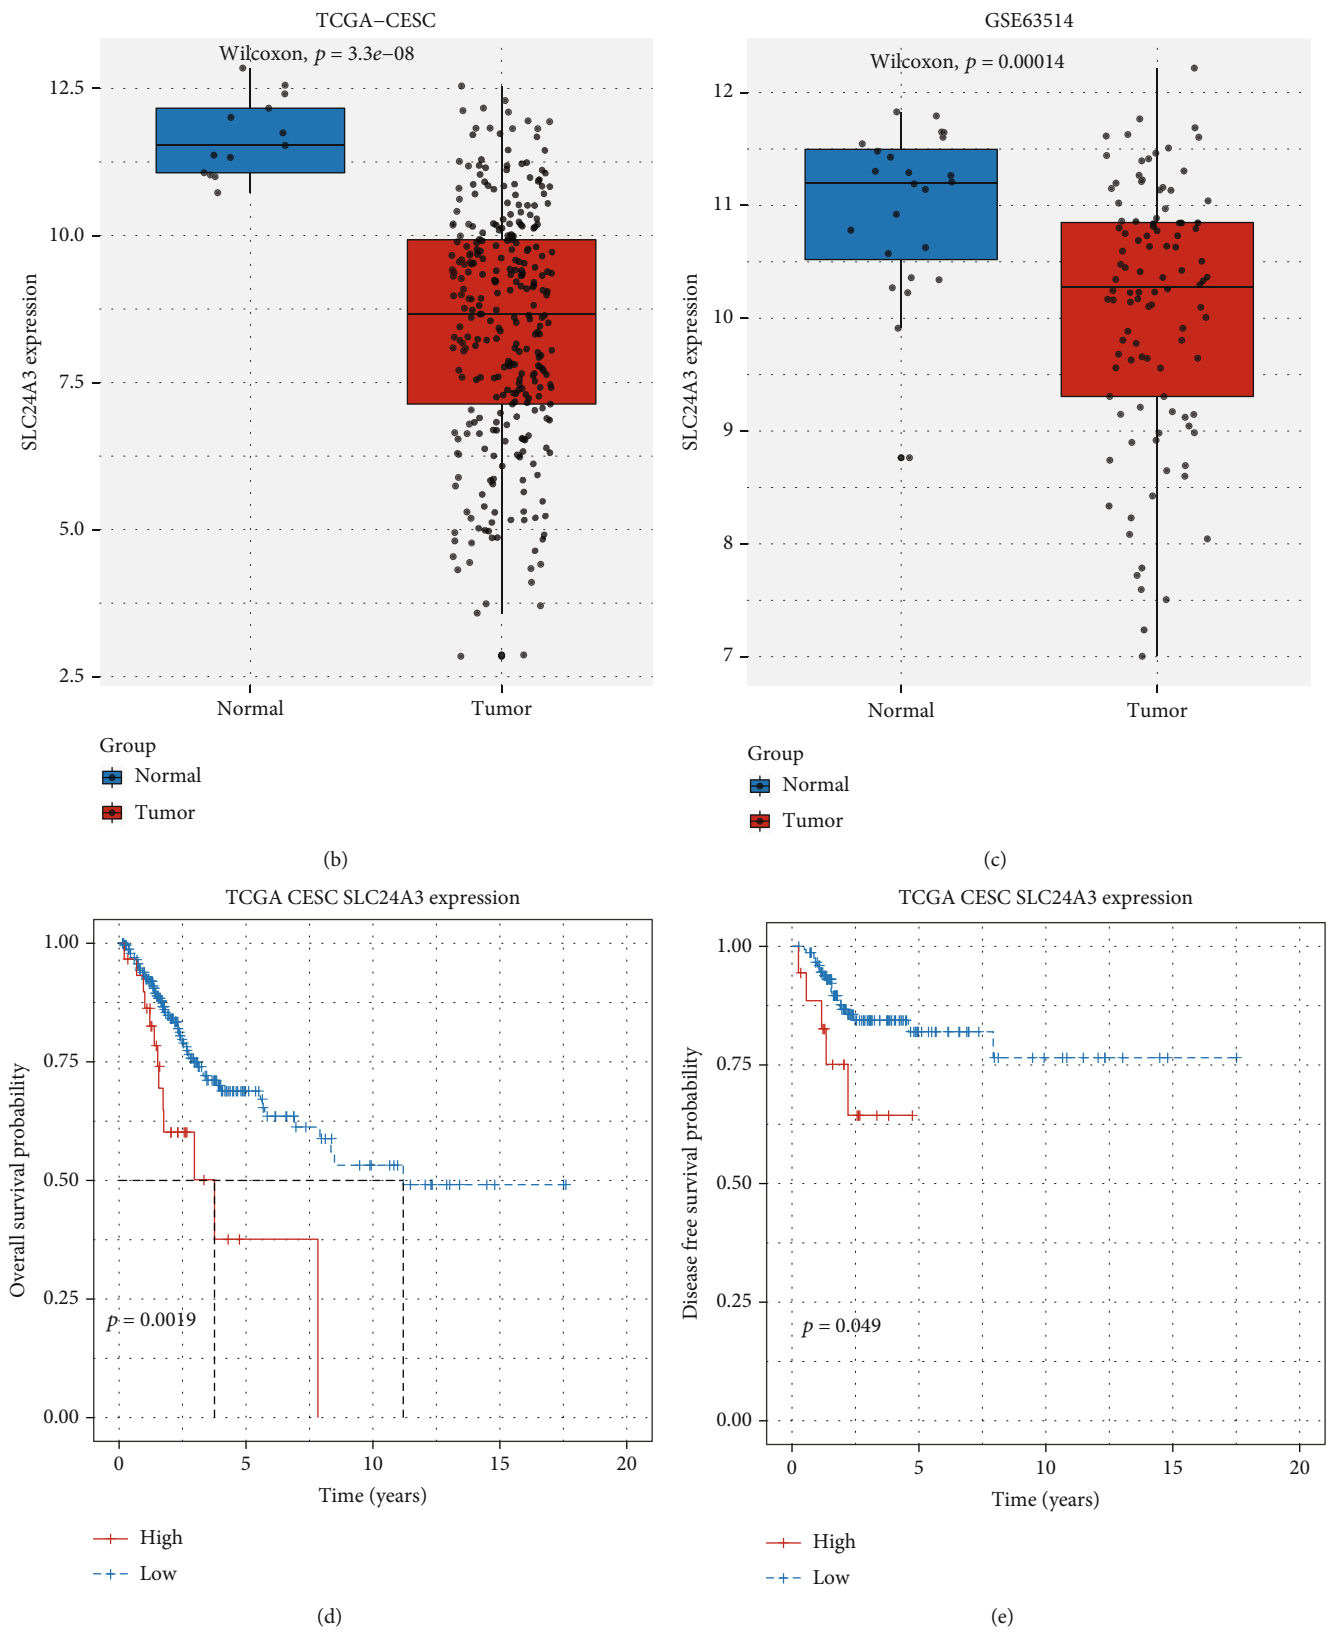 TCGA−CESC
Wilcoxon, p = 3.3e−08
12.5
10.0
7.5
5.0
2.5
SLC24A3 expression
Normal
Tumor
Group
Normal
Tumor
(b)
GSE63514
Wilcoxon, p = 0.00014
12
11
10
9
8
7
SLC24A3 expression
Normal
Tumor
Group
Normal
Tumor
(c)
TCGA CESC SLC24A3 expression
1.00
0.75
0.50
0.25
0.00
Overall survival probability
p = 0.0019
0 5 10 15 20
Time (years)
High
Low
(d)
TCGA CESC SLC24A3 expression
1.00
0.75
0.50
0.25
0.00
Disease free survival probability
p = 0.049
0 5 10 15 20
Time (years)
High
Low
(e)